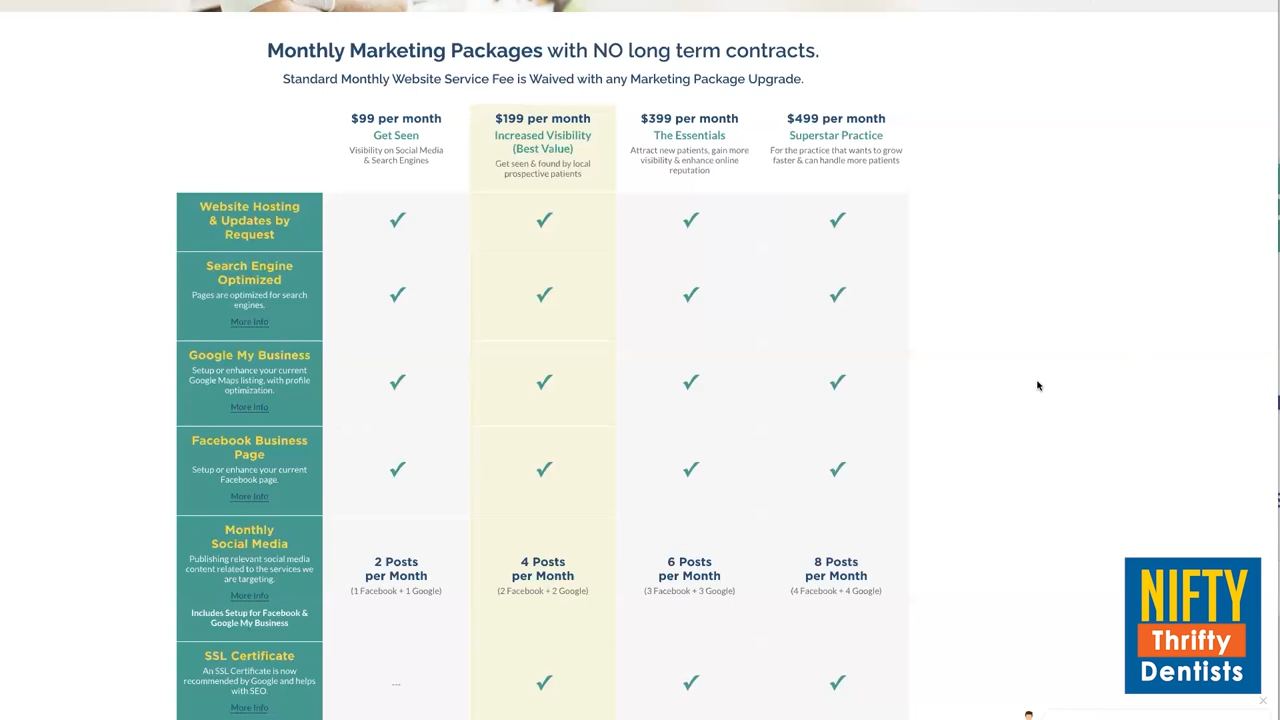 Monthly Marketing Packages with NO long term contracts.
Standard Monthly Website Service Fee is Waived with any Marketing Package Upgrade.
$99 per month
Get Seen
Visibility on Social Media
& Search Engines
$199 per month
Increased Visibility
(Best Value)
Get seen & found by local
prospective patients
$399 per month
The Essentials
Attract new patients, gain more
visibility & enhance online
reputation
$499 per month
Superstar Practice
For the practice that wants to grow
faster & can handle more patients
Website Hosting
& Updates by
Request
Search Engine
Optimized
Pages are optimized for search
engines.
More Info
Google My Business
Setup or enhance your current
Google Maps listing, with profile
optimization.
More Info
Facebook Business
Page
Setup or enhance your current
Facebook page.
More Info
Monthly
Social Media
Publishing relevant social media
content related to the services we
are targeting.
More Info
Includes Setup for Facebook &
Google My Business
2 Posts
per Month
(1 Facebook + 1 Google)
4 Posts
per Month
(2 Facebook + 2 Google)
6 Posts
per Month
(3 Facebook + 3 Google)
8 Posts
per Month
(4 Facebook + 4 Google)
SSL Certificate
An SSL Certificate is now
recommended by Google and helps
with SEO.
More Info
---
NIFTY
Thrifty
Dentists